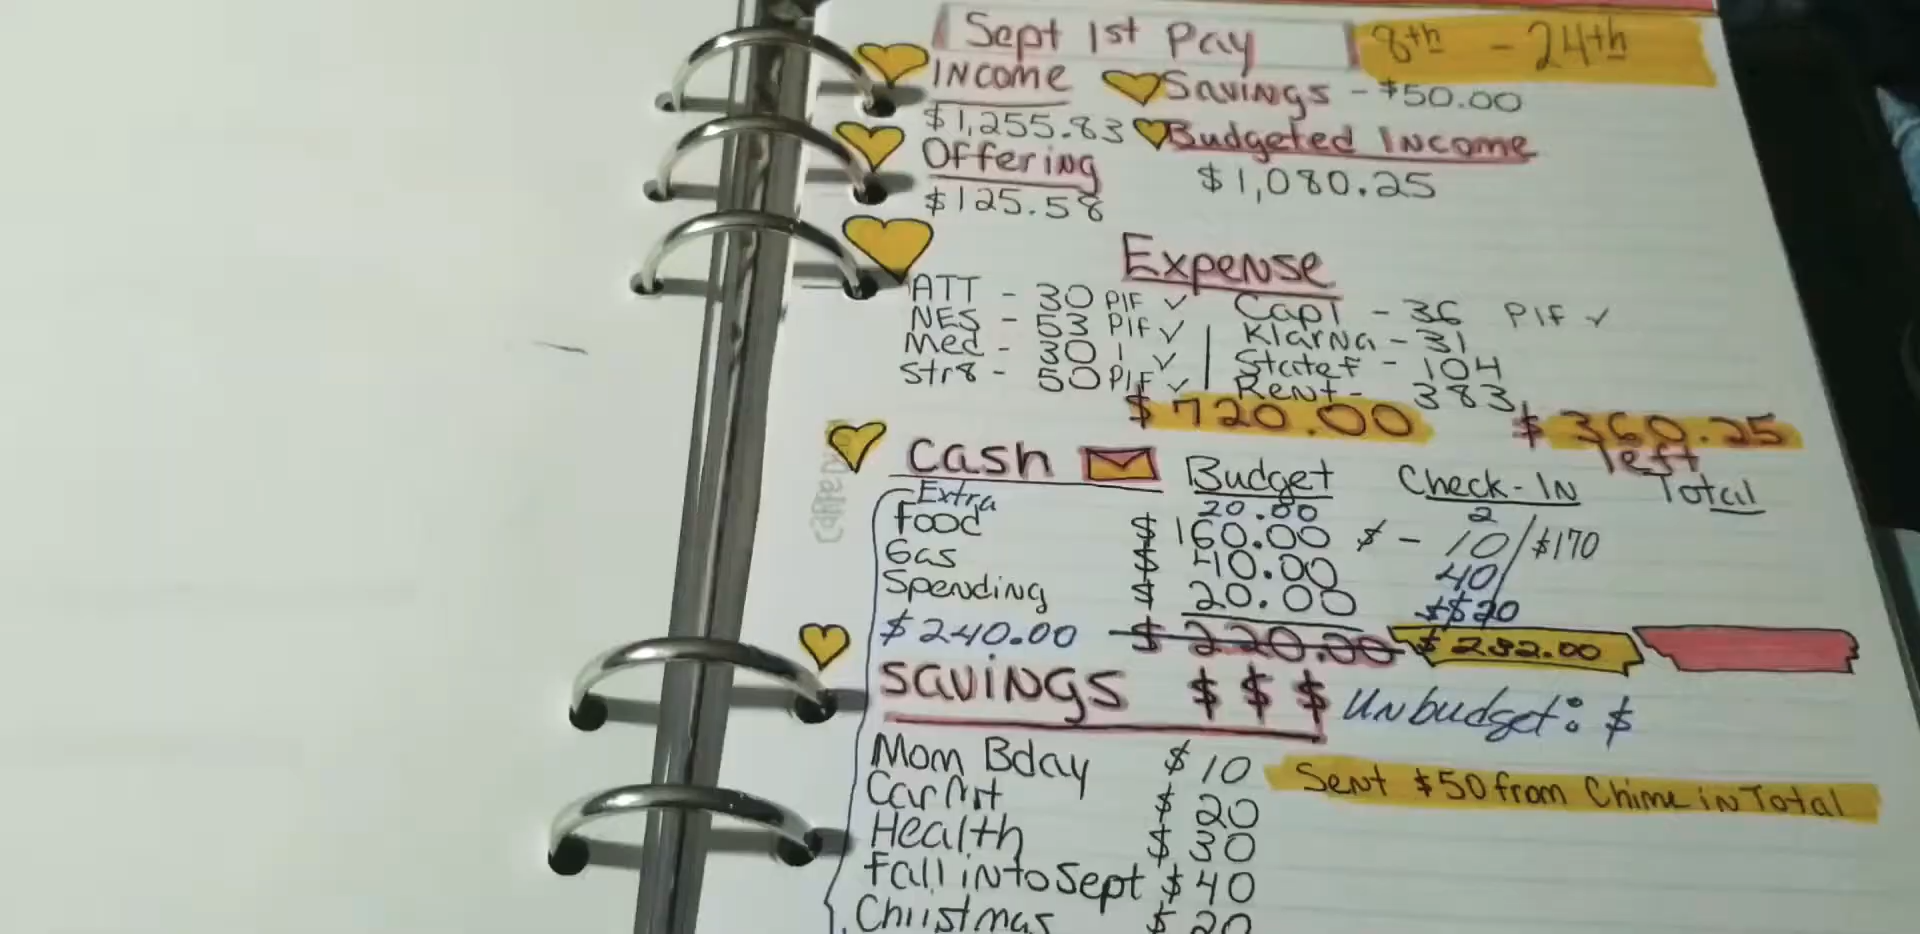 Sept 1st Pay 8th - 24th
Income Savings - $50.00
$1,255.83 Budgeted Income
Offering $1,080.25
$125.58
Expense
ATT - 30 PIF ✓ Cap1 - 36 PIF ✓
NES - 53 PIF ✓ Klarna - 31
Med - 30 ✓ StateF - 104
Str8 - 50 PIF ✓ Rent - 383
$720.00 $360.25
left
Cash Budget Check-In Total
Extra 20.00 2
Food $160.00 $ - 10 / $170
Gas $40.00 40
Spending $20.00 $20
$240.00 $220.00 $232.00
Savings $ $ $ Unbudget: $
Mom Bday $10 Sent $50 from Chime in Total
Car $20
Health $30
Fall into Sept $40
Christmas $20